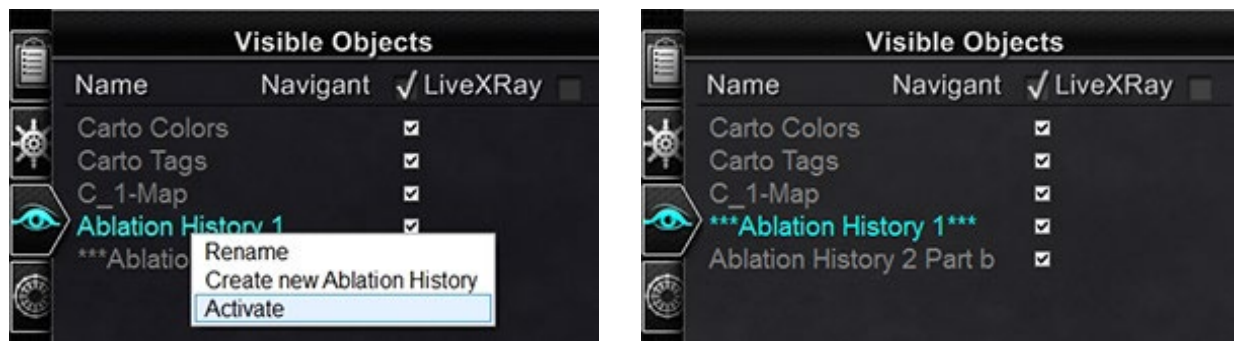 Visible Objects
Name Navigant LiveXRay
Carto Colors
Carto Tags
C_1-Map
Ablation History 1
***Ablatio
Rename
Create new Ablation History
Activate
Visible Objects
Name Navigant LiveXRay
Carto Colors
Carto Tags
C_1-Map
***Ablation History 1***
Ablation History 2 Part b